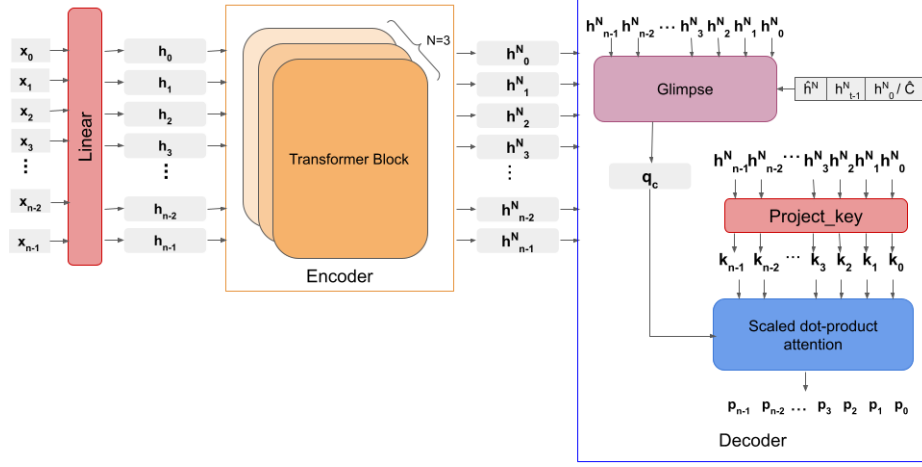 x0
x1
x2
x3
...
xn-2
xn-1
Linear
h0
h1
h2
h3
...
hn-2
hn-1
N=3
Transformer Block
Encoder
hN0
hN1
hN2
hN3
...
hNn-2
hNn-1
hNn-1 hNn-2 ... hN3 hN2 hN1 hN0
Glimpse
ĥN hNt-1 hN0 / Ĉ
qc
hNn-1 hNn-2 ... hN3 hN2 hN1 hN0
Project_key
kn-1 kn-2 ... k3 k2 k1 k0
Scaled dot-product
attention
pn-1 pn-2 ... p3 p2 p1 p0
Decoder